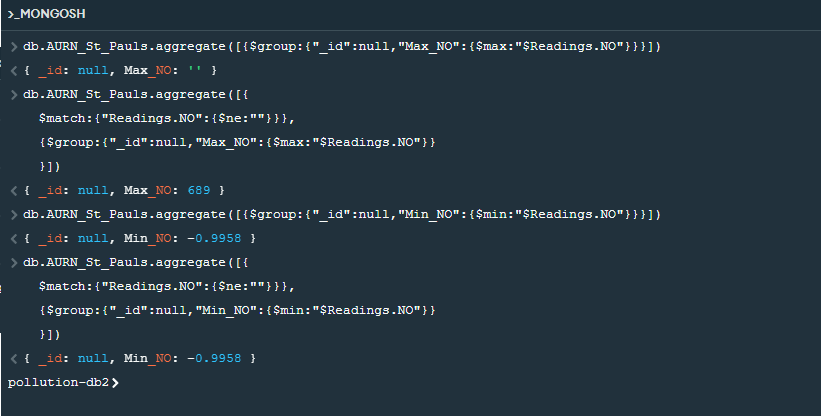 >_MONGOSH
> db.AURN_St_Pauls.aggregate([{$group:{"_id":null,"Max_NO":{$max:"$Readings.NO"}}}])
< { _id: null, Max_NO: '' }
> db.AURN_St_Pauls.aggregate([{
$match:{"Readings.NO":{$ne:""}}},
{$group:{"_id":null,"Max_NO":{$max:"$Readings.NO"}}
}])
< { _id: null, Max_NO: 689 }
> db.AURN_St_Pauls.aggregate([{$group:{"_id":null,"Min_NO":{$min:"$Readings.NO"}}}])
< { _id: null, Min_NO: -0.9958 }
> db.AURN_St_Pauls.aggregate([{
$match:{"Readings.NO":{$ne:""}}},
{$group:{"_id":null,"Min_NO":{$min:"$Readings.NO"}}
}])
< { _id: null, Min_NO: -0.9958 }
pollution-db2>